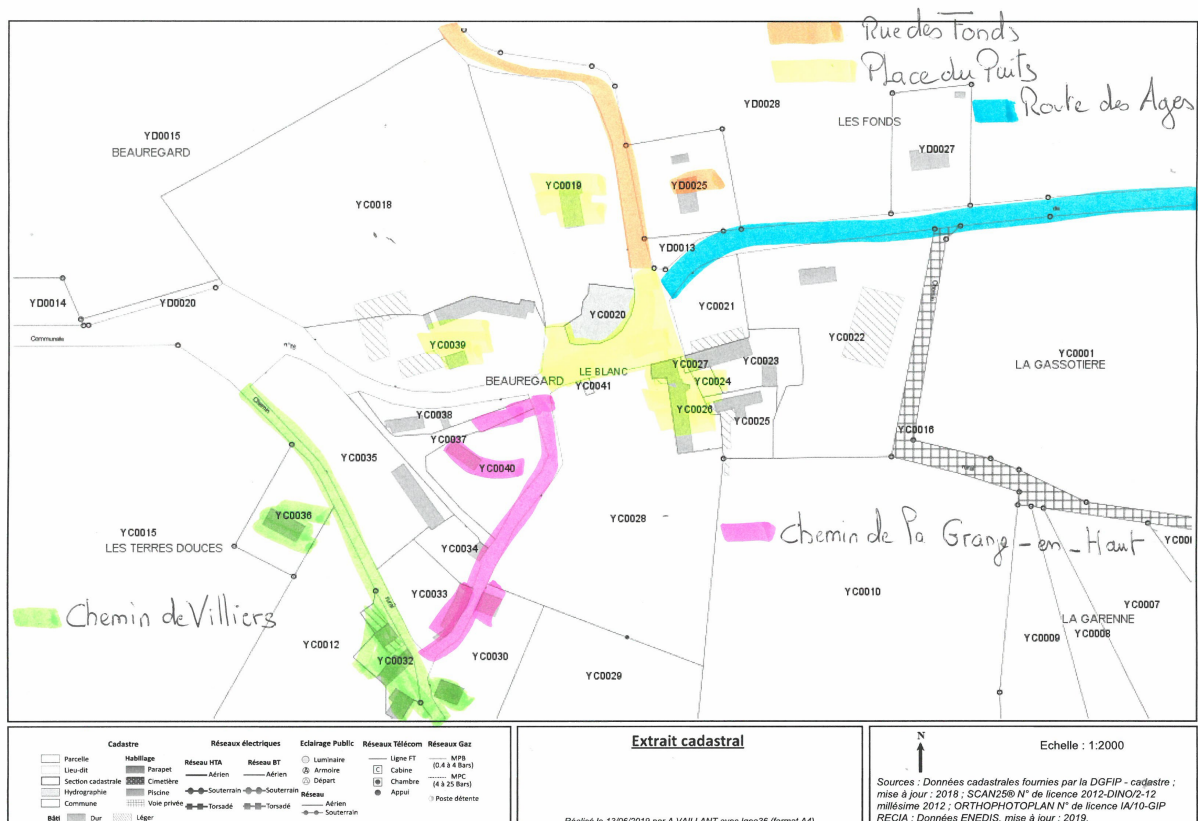 Rue des Fonds
Place du Puits
Route des Ages
YD0028
LES FONDS
YD0027
YD0015
BEAUREGARD
YC0019
YD0025
YC0018
YD0013
YD0014
YD0020
YC0020
YC0021
YC0022
Communale
n°16
YC0039
YC0023
YC0001
LA GASSOTIERE
YC0027
LE BLANC
BEAUREGARD
YC0024
YC0041
Chemin
YC0038
YC0026
YC0025
YC0016
YC0037
YC0035
YC0040
rural
YC0036
YC0028
YC0015
LES TERRES DOUCES
Chemin de la Grange-en-Haut
YC0034
YC0033
YC0010
YC0007
LA GARENNE
YC0008
YC0009
Chemin de Villiers
rural
YC0012
YC0032
YC0030
YC0029
Cadastre
Parcelle
Lieu-dit
Section cadastrale
Hydrographie
Commune
Bâti
Dur
Léger
Habillage
Parapet
Cimetière
Piscine
Voie privée
Réseaux électriques
Réseau HTA
Aérien
Souterrain
Torsadé
Réseau BT
Aérien
Souterrain
Torsadé
Eclairage Public
Luminaire
Armoire
Départ
Réseau
Aérien
Souterrain
Réseaux Télécom
Ligne FT
Cabine
Chambre
Appui
Réseaux Gaz
MPB
(0.4 à 4 Bars)
MPC
(4 à 25 Bars)
Poste détente
Extrait cadastral
N
Echelle : 1:2000
Sources : Données cadastrales fournies par la DGFIP - cadastre ;
mise à jour : 2018 ; SCAN25® N° de licence 2012-DINO/2-12
millésime 2012 ; ORTHOPHOTOPLAN N° de licence IA/10-GIP
RECIA ; Données ENEDIS, mise à jour : 2019.